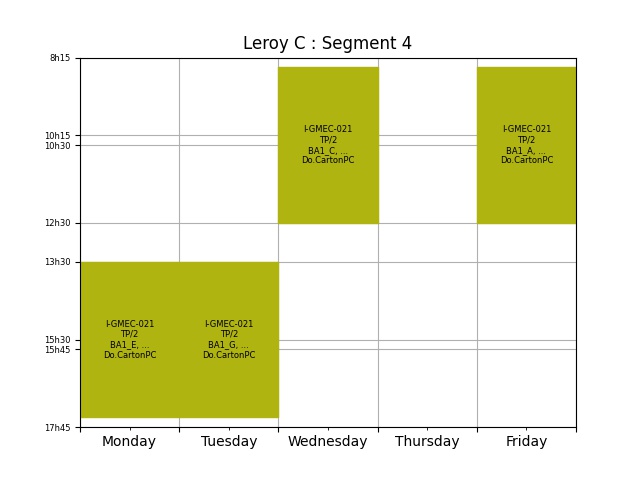 Leroy C : Segment 4
8h15
10h15
10h30
12h30
13h30
15h30
15h45
17h45
I-GMEC-021
TP/2
BA1_C, ...
Do.CartonPC
I-GMEC-021
TP/2
BA1_A, ...
Do.CartonPC
I-GMEC-021
TP/2
BA1_E, ...
Do.CartonPC
I-GMEC-021
TP/2
BA1_G, ...
Do.CartonPC
Monday
Tuesday
Wednesday
Thursday
Friday